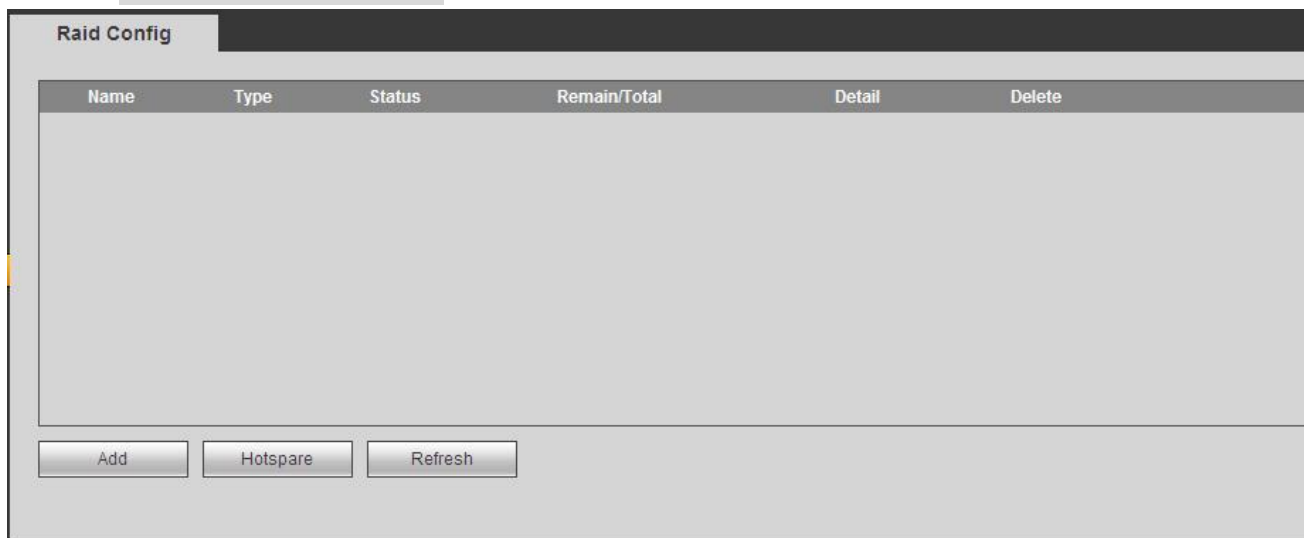 Raid Config
Name Type Status Remain/Total Detail Delete
Add Hotspare Refresh